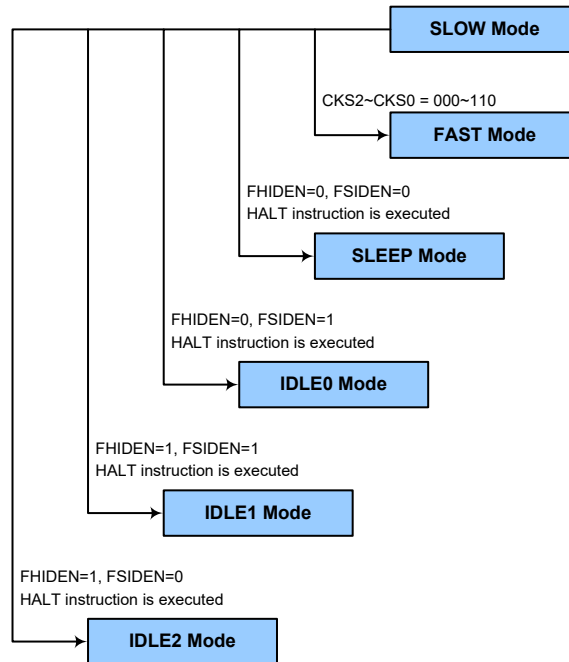 SLOW Mode
CKS2~CKS0 = 000~110
FAST Mode
FHIDEN=0, FSIDEN=0
HALT instruction is executed
SLEEP Mode
FHIDEN=0, FSIDEN=1
HALT instruction is executed
IDLE0 Mode
FHIDEN=1, FSIDEN=1
HALT instruction is executed
IDLE1 Mode
FHIDEN=1, FSIDEN=0
HALT instruction is executed
IDLE2 Mode